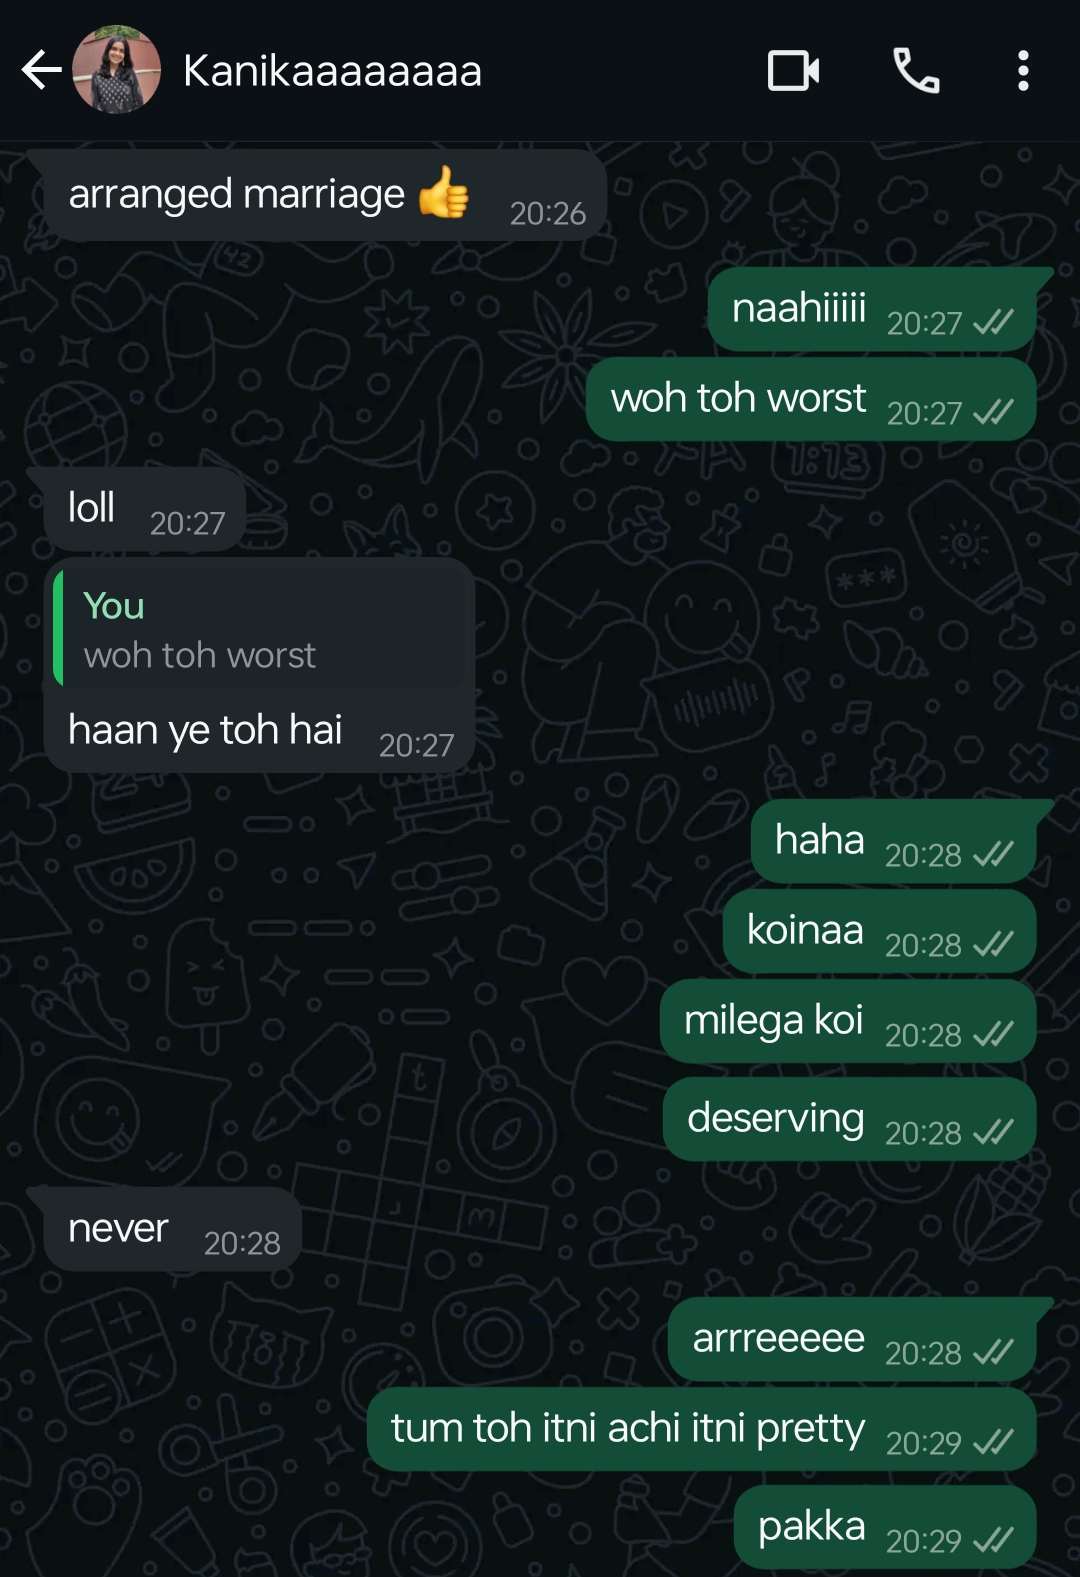 Kanikaaaaaaaa
arranged marriage 👍 20:26
naahiiiii 20:27
woh toh worst 20:27
loll 20:27
You
woh toh worst
haan ye toh hai 20:27
haha 20:28
koinaa 20:28
milega koi 20:28
deserving 20:28
never 20:28
arrreeeee 20:28
tum toh itni achi itni pretty 20:29
pakka 20:29